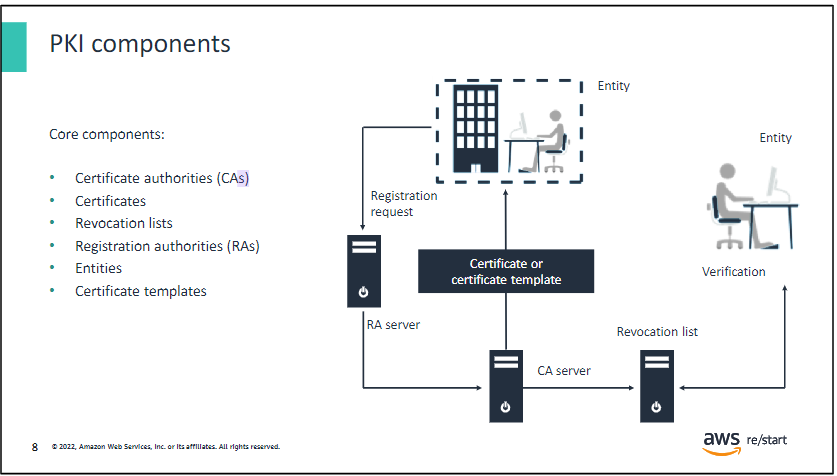 PKI components
Core components:
• Certificate authorities (CAs)
• Certificates
• Revocation lists
• Registration authorities (RAs)
• Entities
• Certificate templates
Entity
Entity
Registration
request
Certificate or
certificate template
Verification
RA server
Revocation list
CA server
8
© 2022, Amazon Web Services, Inc. or its affiliates. All rights reserved.
aws re/start